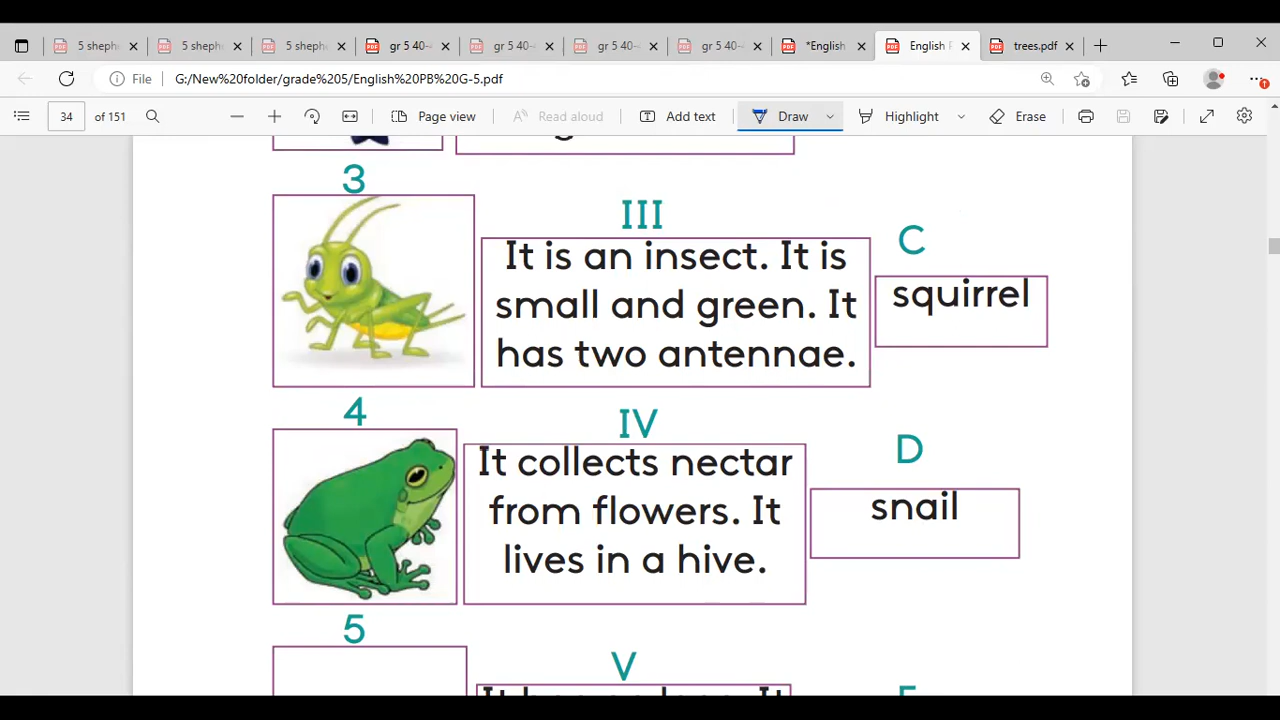 5 sheph
5 sheph
5 sheph
gr 5 40-
gr 5 40-
gr 5 40-
gr 5 40-
*English
English
trees.pdf
File
G:/New%20folder/grade%205/English%20PB%20G-5.pdf
34 of 151
Page view
Read aloud
Add text
Draw
Highlight
Erase
3
III
It is an insect. It is
small and green. It
has two antennae.
C
squirrel
4
IV
It collects nectar
from flowers. It
lives in a hive.
D
snail
5
V